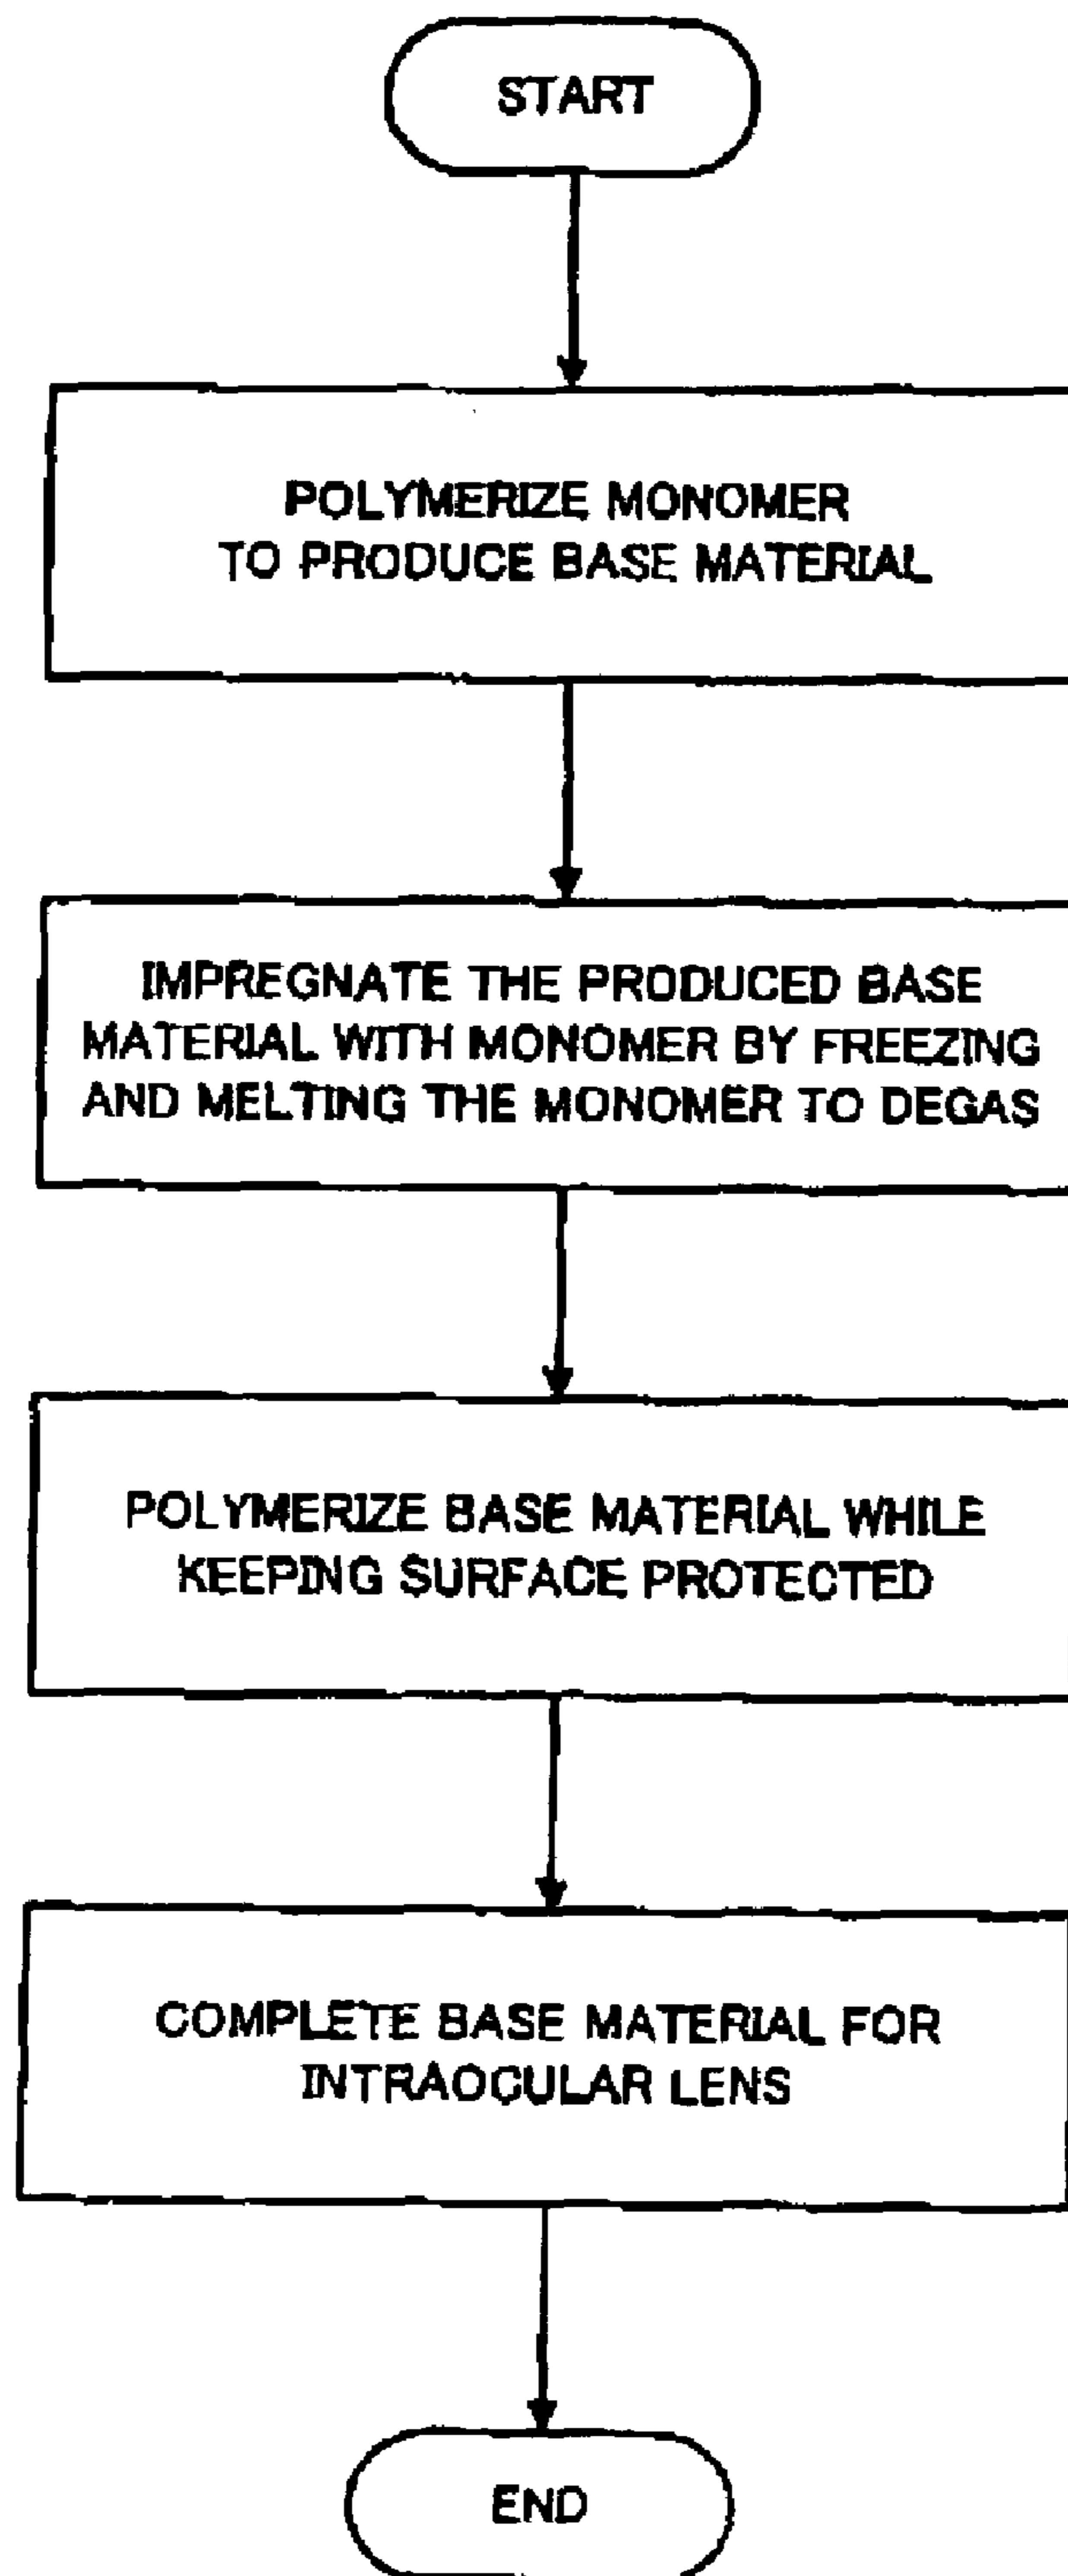 START
POLYMERIZE MONOMER
TO PRODUCE BASE MATERIAL
IMPREGNATE THE PRODUCED BASE
MATERIAL WITH MONOMER BY FREEZING
AND MELTING THE MONOMER TO DEGAS
POLYMERIZE BASE MATERIAL WHILE
KEEPING SURFACE PROTECTED
COMPLETE BASE MATERIAL FOR
INTRAOCULAR LENS
END